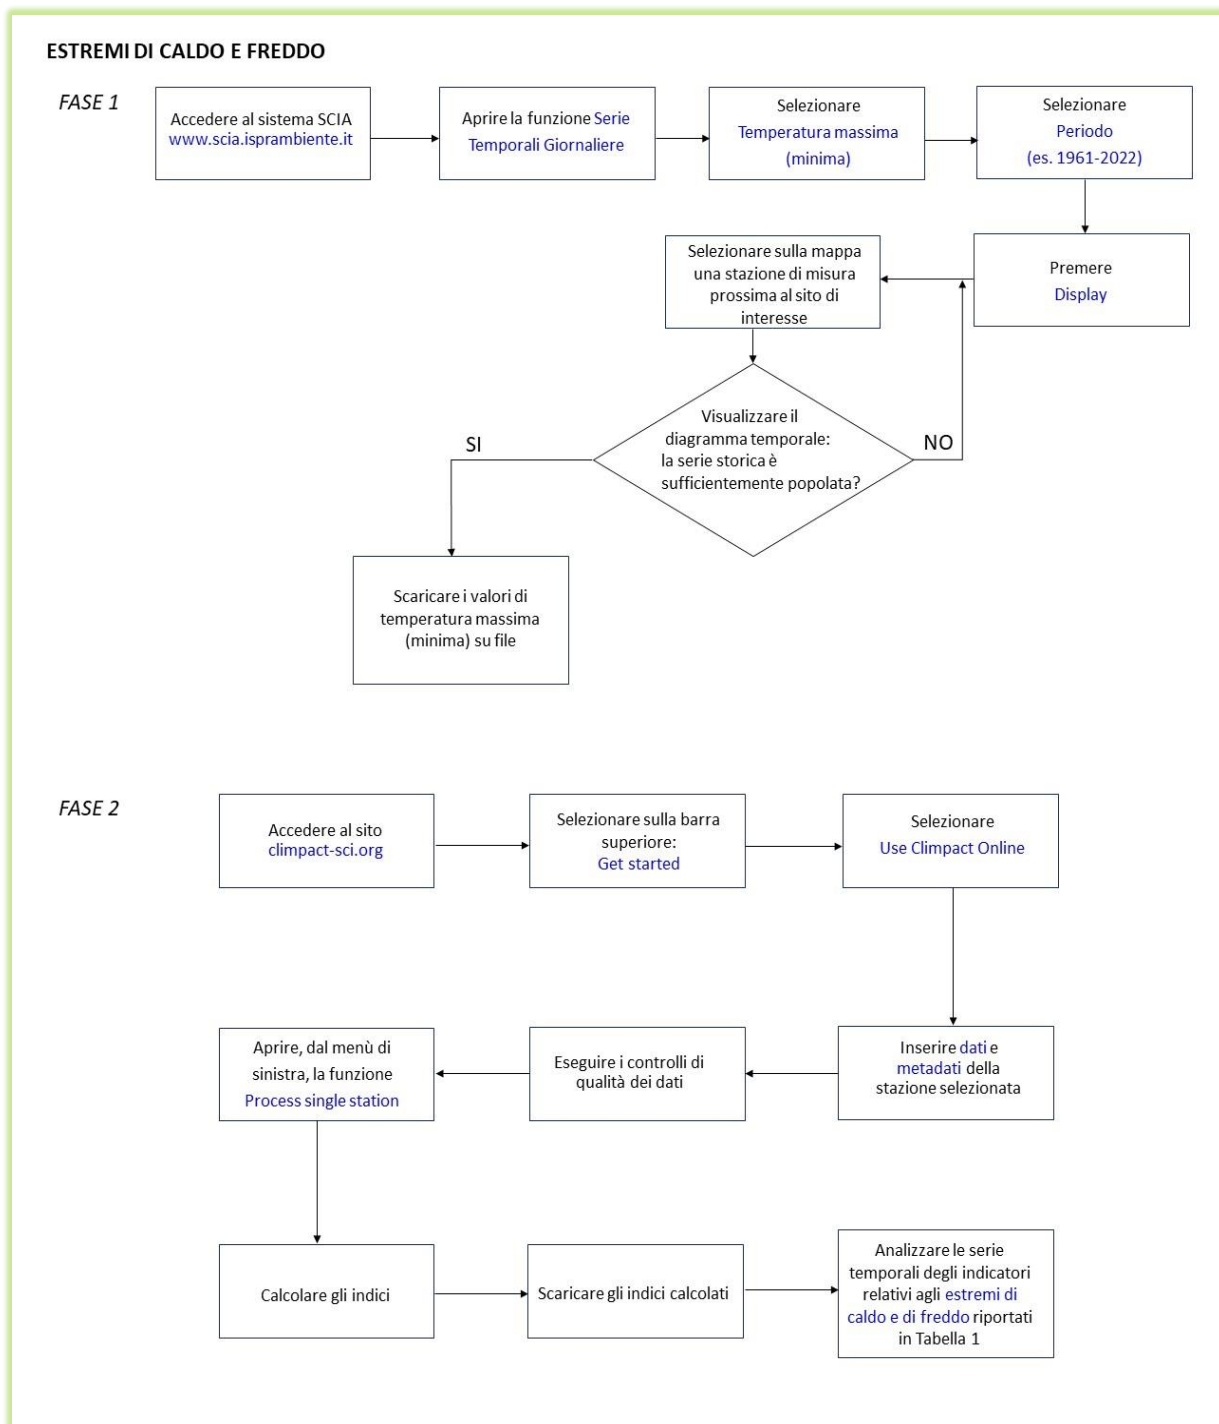 ESTREMI DI CALDO E FREDDO
FASE 1
Accedere al sistema SCIA
www.scia.isprambiente.it
Aprire la funzione Serie
Temporali Giornaliere
Selezionare
Temperatura massima
(minima)
Selezionare
Periodo
(es. 1961-2022)
Premere
Display
Selezionare sulla mappa
una stazione di misura
prossima al sito di
interesse
Visualizzare il
diagramma temporale:
la serie storica è
sufficientemente popolata?
SI
NO
Scaricare i valori di
temperatura massima
(minima) su file
FASE 2
Accedere al sito
climpact-sci.org
Selezionare sulla barra
superiore:
Get started
Selezionare
Use Climpact Online
Inserire dati e
metadati della
stazione selezionata
Eseguire i controlli di
qualità dei dati
Aprire, dal menù di
sinistra, la funzione
Process single station
Calcolare gli indici
Scaricare gli indici calcolati
Analizzare le serie
temporali degli indicatori
relativi agli estremi di
caldo e di freddo riportati
in Tabella 1